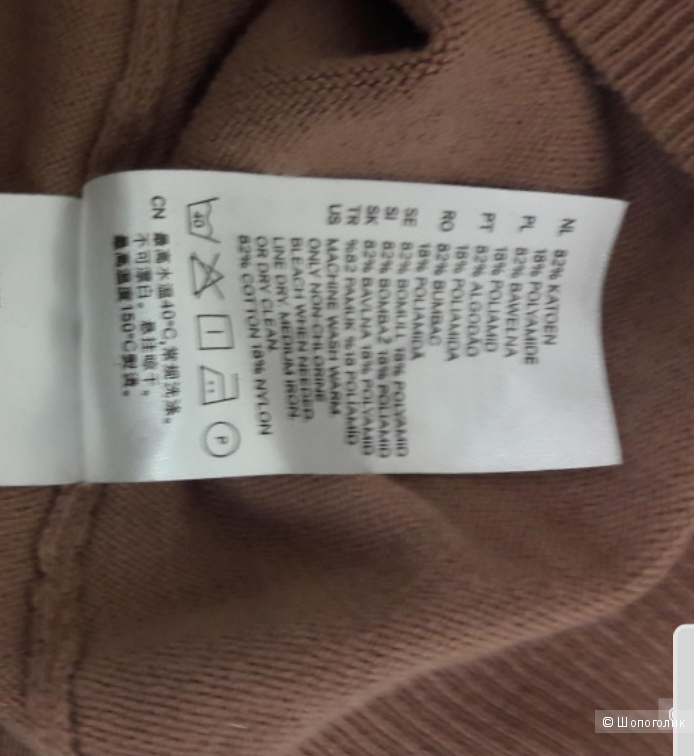 NL 82% KATOEN
18% POLYAMIDE
PL 82% BAWEŁNA
18% POLIAMID
PT 82% ALGODÃO
18% POLIAMIDA
RO 82% BUMBAC
18% POLIAMIDA
SE 82% BOMULL 18% POLYAMID
SI 82% BOMBAŽ 18% POLIAMID
SK 82% BAVLNA 18% POLYAMID
TR %82 PAMUK %18 POLİAMİD
US MACHINE WASH WARM
ONLY NON-CHLORINE
BLEACH WHEN NEEDED
LINE DRY. MEDIUM IRON.
OR DRY CLEAN.
82% COTTON 18% NYLON
40
P
CN 最高水温40°C,常规洗涤。
不可漂白。悬挂晾干。
最高温度150°C熨烫。
© Шопоголик